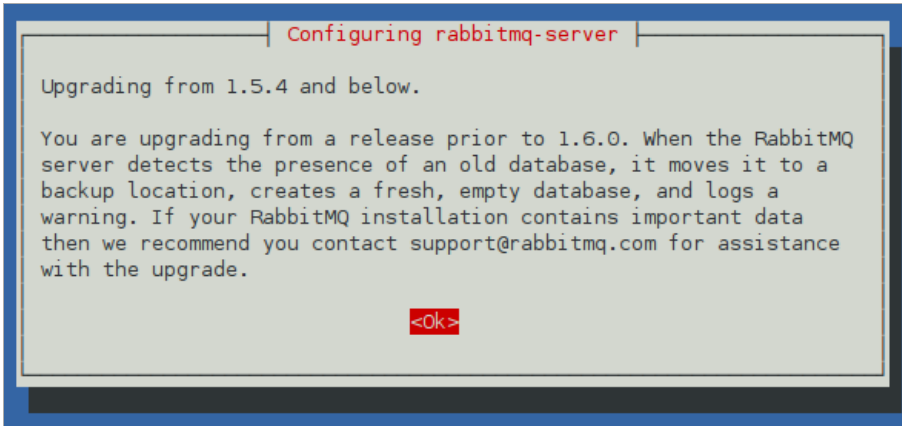 Configuring rabbitmq-server
Upgrading from 1.5.4 and below.
You are upgrading from a release prior to 1.6.0. When the RabbitMQ
server detects the presence of an old database, it moves it to a
backup location, creates a fresh, empty database, and logs a
warning. If your RabbitMQ installation contains important data
then we recommend you contact support@rabbitmq.com for assistance
with the upgrade.
<Ok>